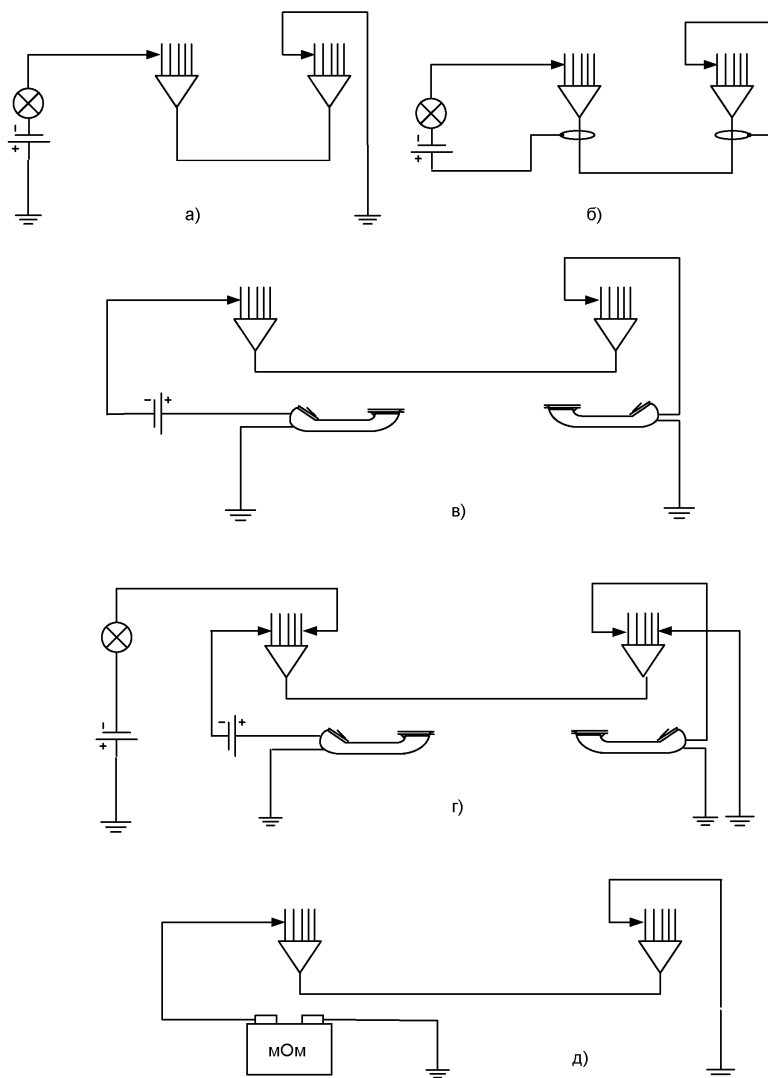 -
+
а)
-
+
б)
- +
в)
-
+
- +
г)
мОм
д)